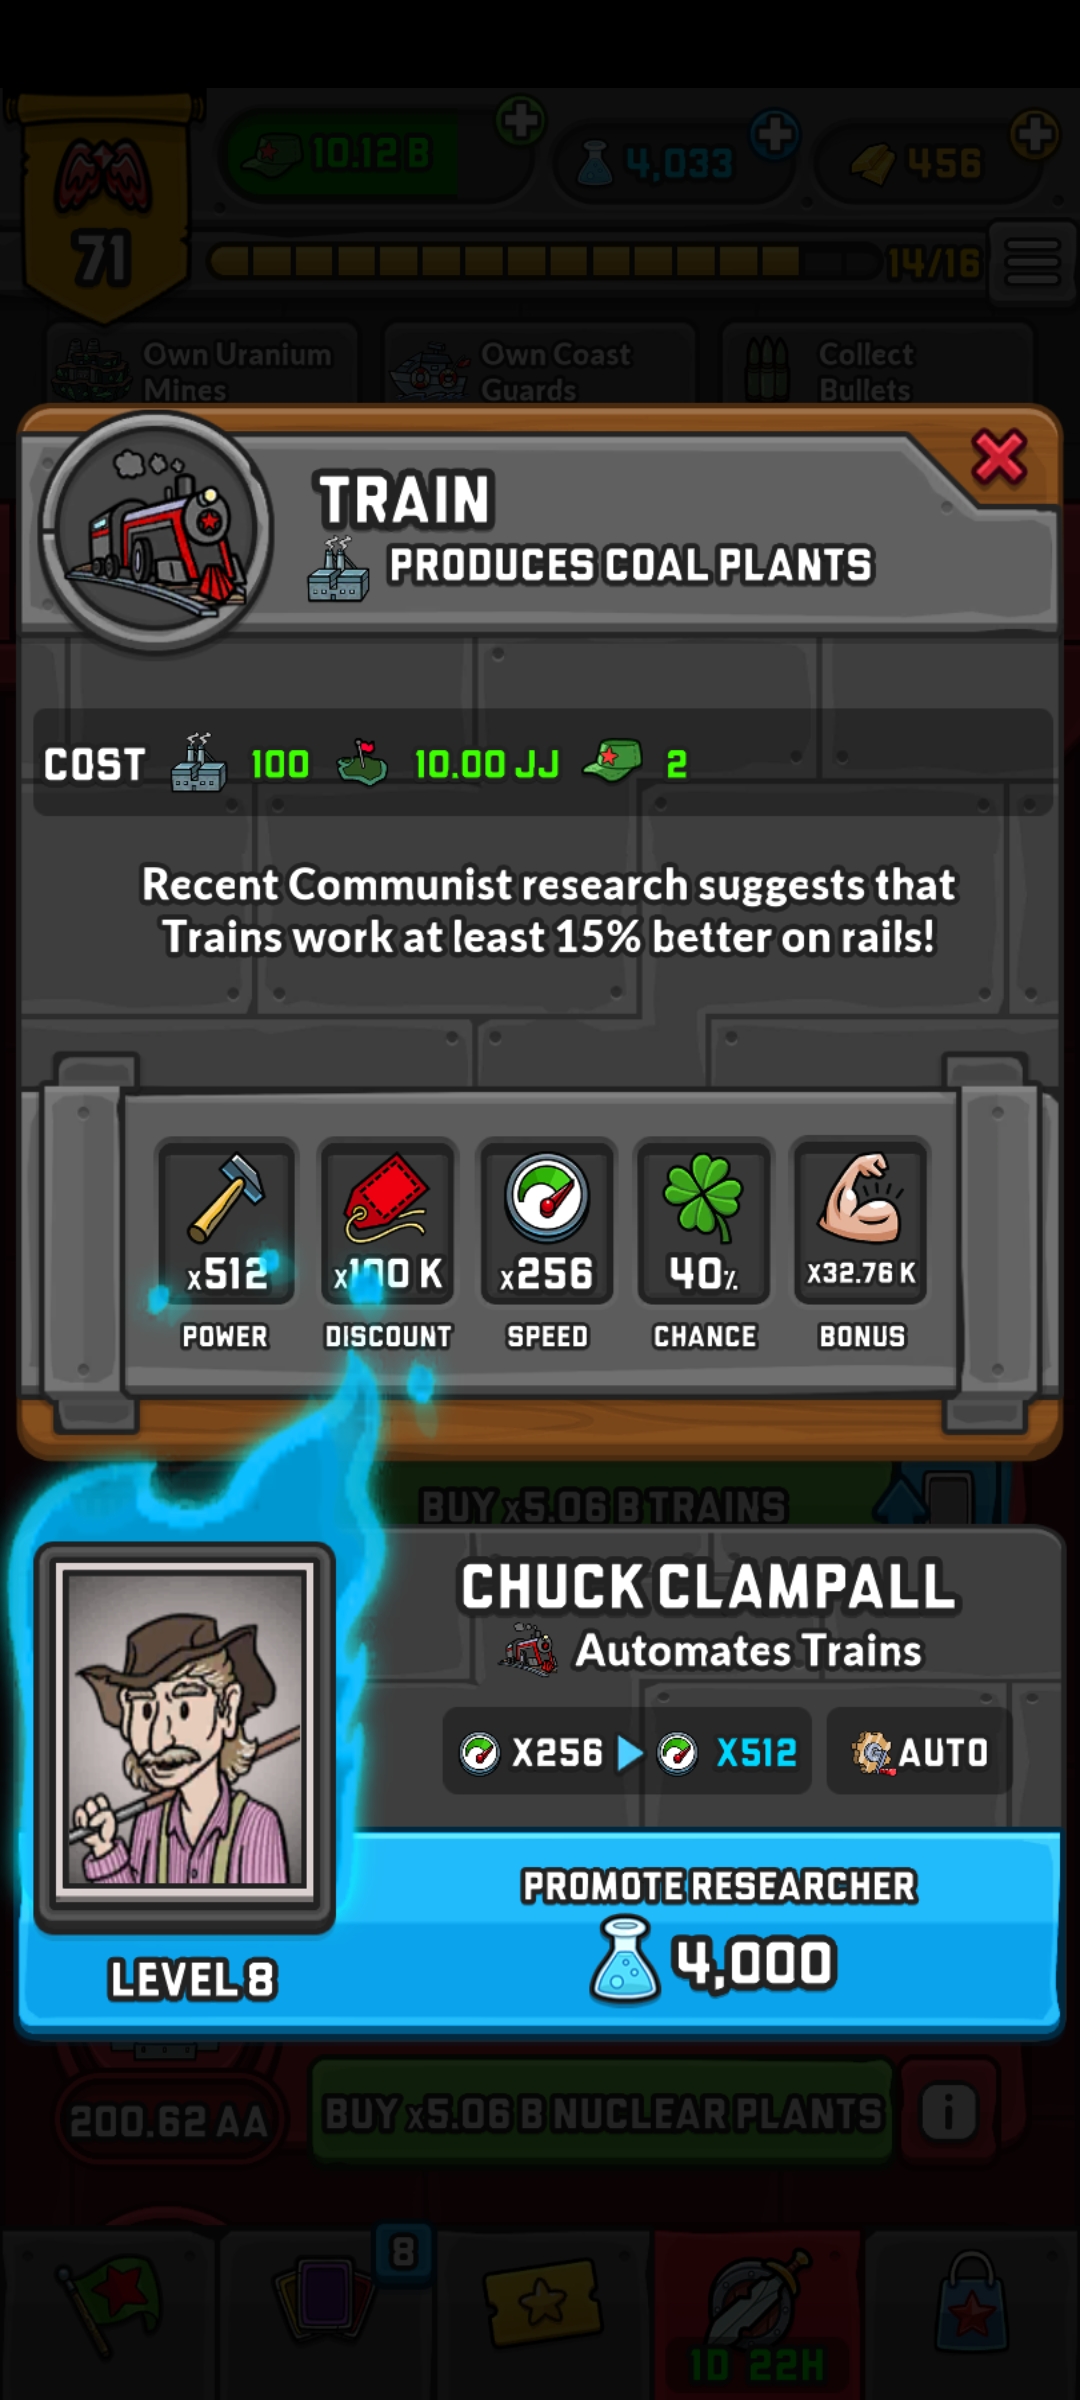 10.12 B
4,033
456
71
14/16
Own Uranium
Mines
Own Coast
Guards
Collect
Bullets
TRAIN
PRODUCES COAL PLANTS
COST 100 10.00 JJ 2
Recent Communist research suggests that
Trains work at least 15% better on rails!
x512
x100 K
x256
40%
x32.76 K
POWER
DISCOUNT
SPEED
CHANCE
BONUS
BUY x5.06 B TRAINS
CHUCK CLAMPALL
Automates Trains
X256
X512
AUTO
PROMOTE RESEARCHER
4,000
LEVEL 8
200.62 AA
BUY x5.06 B NUCLEAR PLANTS
8
1D 22H